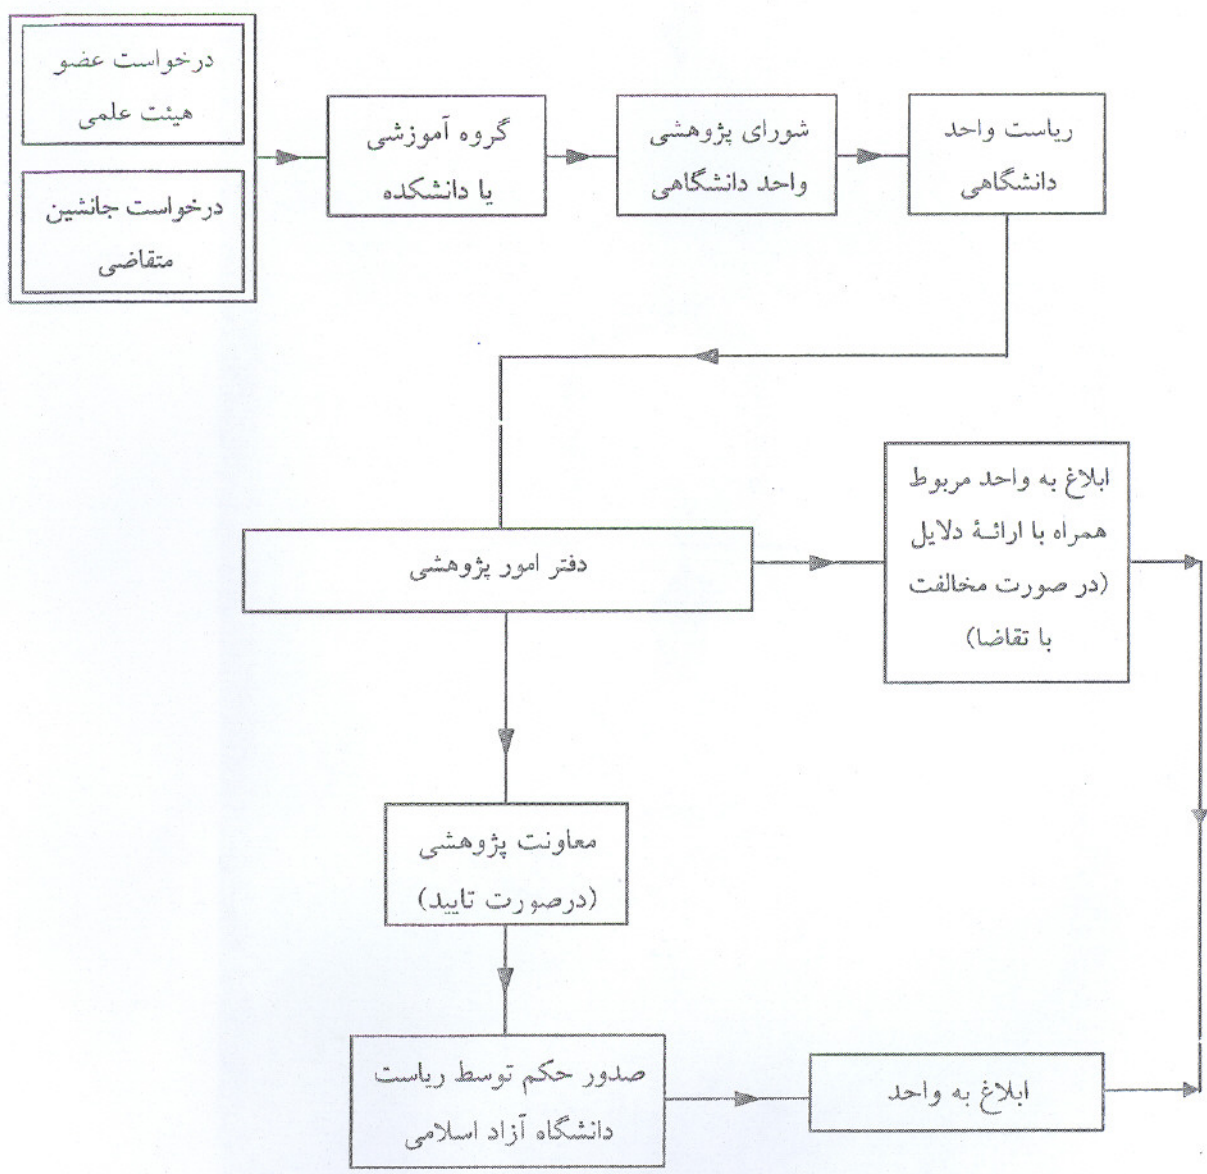 درخواست عضو
هیئت علمی
درخواست جانشین
متقاضی
گروه آموزشی
یا دانشکده
شورای پژوهشی
واحد دانشگاهی
ریاست واحد
دانشگاهی
دفتر امور پژوهشی
ابلاغ به واحد مربوط
همراه با ارائۀ دلایل
(در صورت مخالفت
با تقاضا)
معاونت پژوهشی
(درصورت تایید)
صدور حکم توسط ریاست
دانشگاه آزاد اسلامی
ابلاغ به واحد